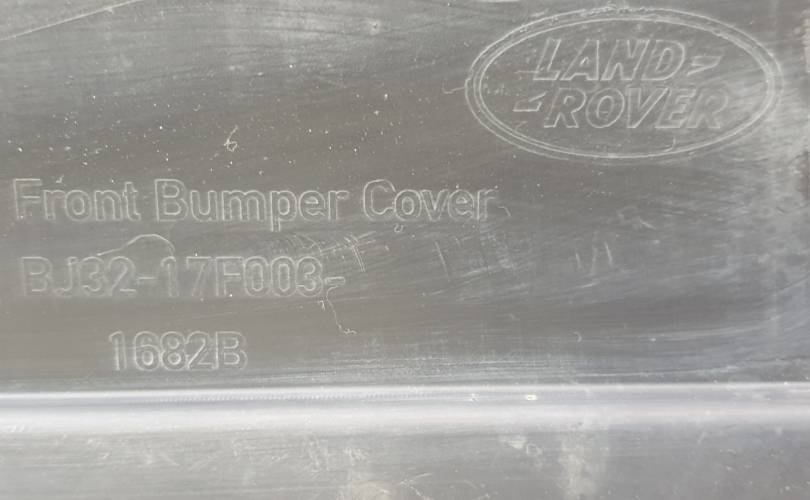 LAND-
-ROVER
Front Bumper Cover
BJ32-17F003-
1682B